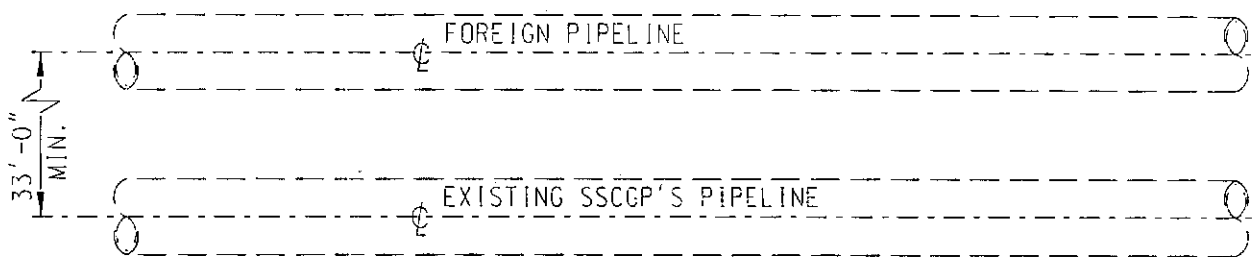 FOREIGN PIPELINE
℄
33'-0"
MIN.
EXISTING SSCGP'S PIPELINE
℄